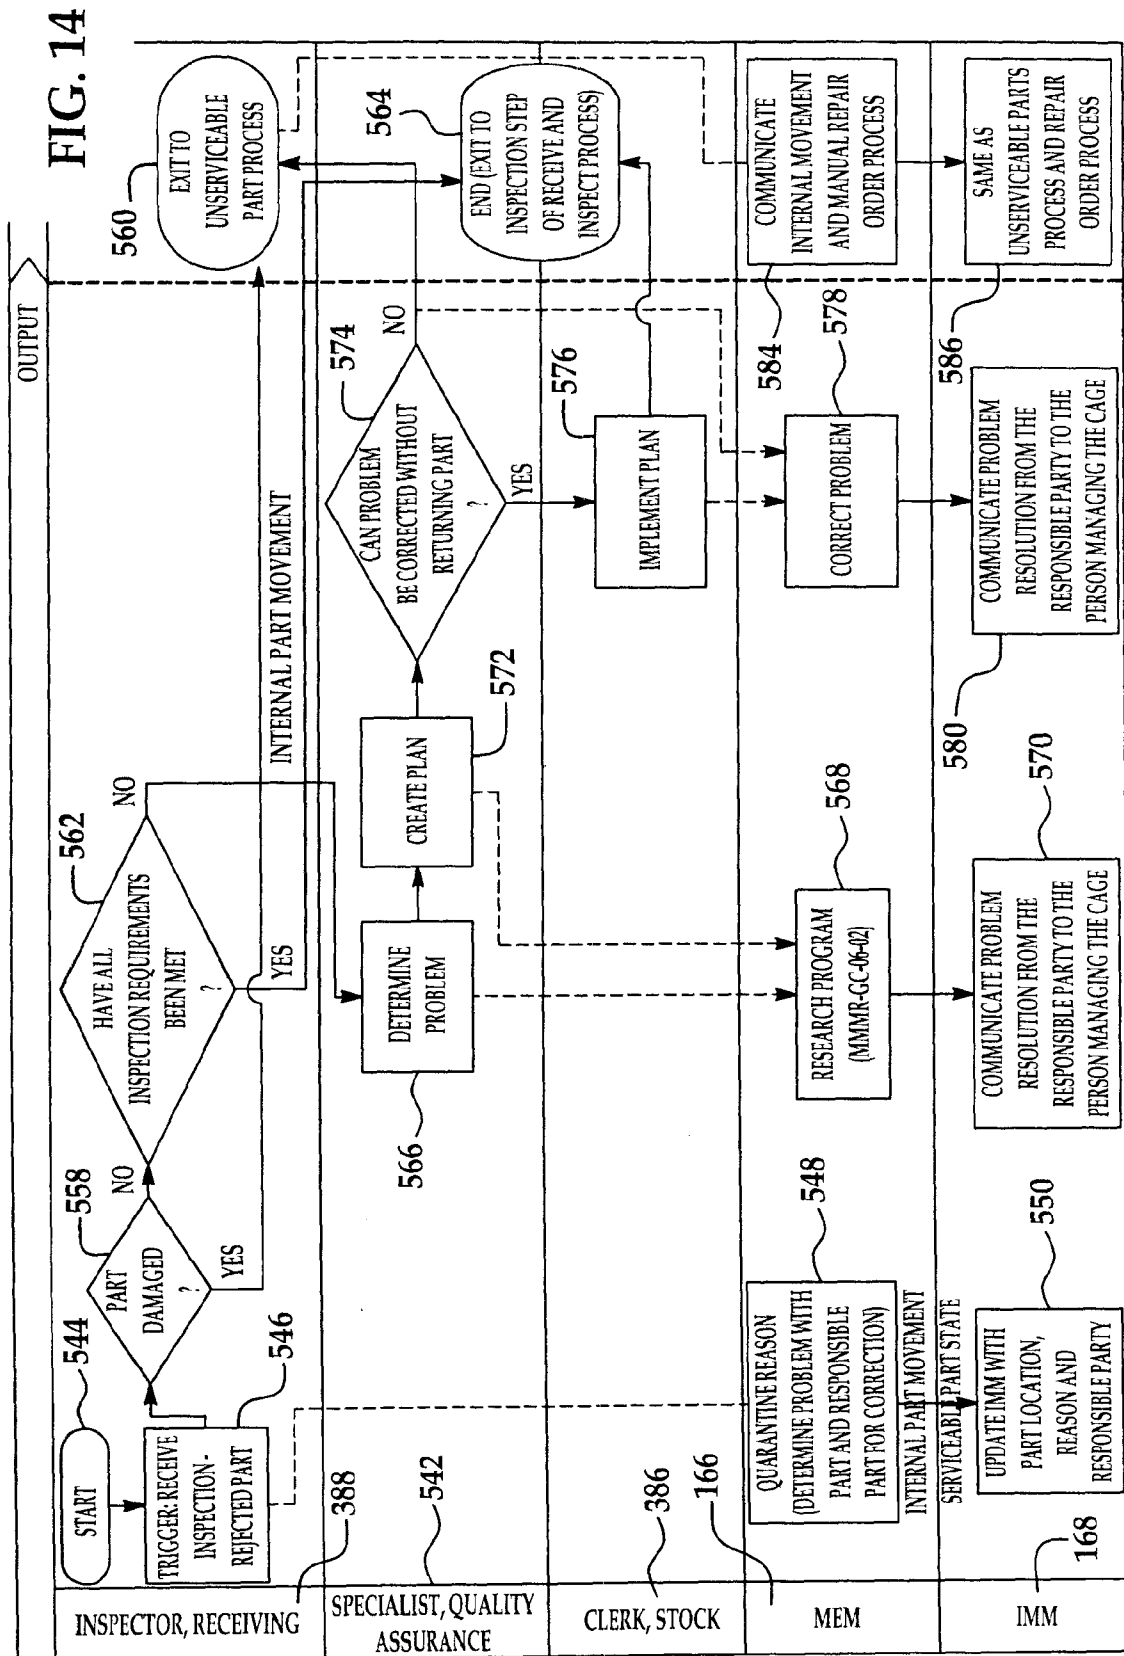 FIG. 14
OUTPUT
INSPECTOR, RECEIVING
388
544
START
TRIGGER: RECEIVE
INSPECTION-
REJECTED PART
546
558
PART
DAMAGED
?
NO
YES
562
HAVE ALL
INSPECTION REQUIREMENTS
BEEN MET
?
NO
YES
INTERNAL PART MOVEMENT
560
EXIT TO
UNSERVICEABLE
PART PROCESS
SPECIALIST, QUALITY
ASSURANCE
542
566
DETERMINE
PROBLEM
CREATE PLAN
572
574
CAN PROBLEM
BE CORRECTED WITHOUT
RETURNING PART
?
NO
YES
564
END (EXIT TO
INSPECTION STEP
OF RECEIVE AND
INSPECT PROCESS)
CLERK, STOCK
386
576
IMPLEMENT PLAN
MEM
166
QUARANTINE REASON
(DETERMINE PROBLEM WITH
PART AND RESPONSIBLE
PART FOR CORRECTION)
548
INTERNAL PART MOVEMENT
SERVICEABLE PART STATE
RESEARCH PROGRAM
(MMMR-GC-06-02)
568
CORRECT PROBLEM
578
584
COMMUNICATE
INTERNAL MOVEMENT
AND MANUAL REPAIR
ORDER PROCESS
IMM
168
UPDATE IMM WITH
PART LOCATION,
REASON AND
RESPONSIBLE PARTY
550
COMMUNICATE PROBLEM
RESOLUTION FROM THE
RESPONSIBLE PARTY TO THE
PERSON MANAGING THE CAGE
570
580
COMMUNICATE PROBLEM
RESOLUTION FROM THE
RESPONSIBLE PARTY TO THE
PERSON MANAGING THE CAGE
586
SAME AS
UNSERVICEABLE PARTS
PROCESS AND REPAIR
ORDER PROCESS